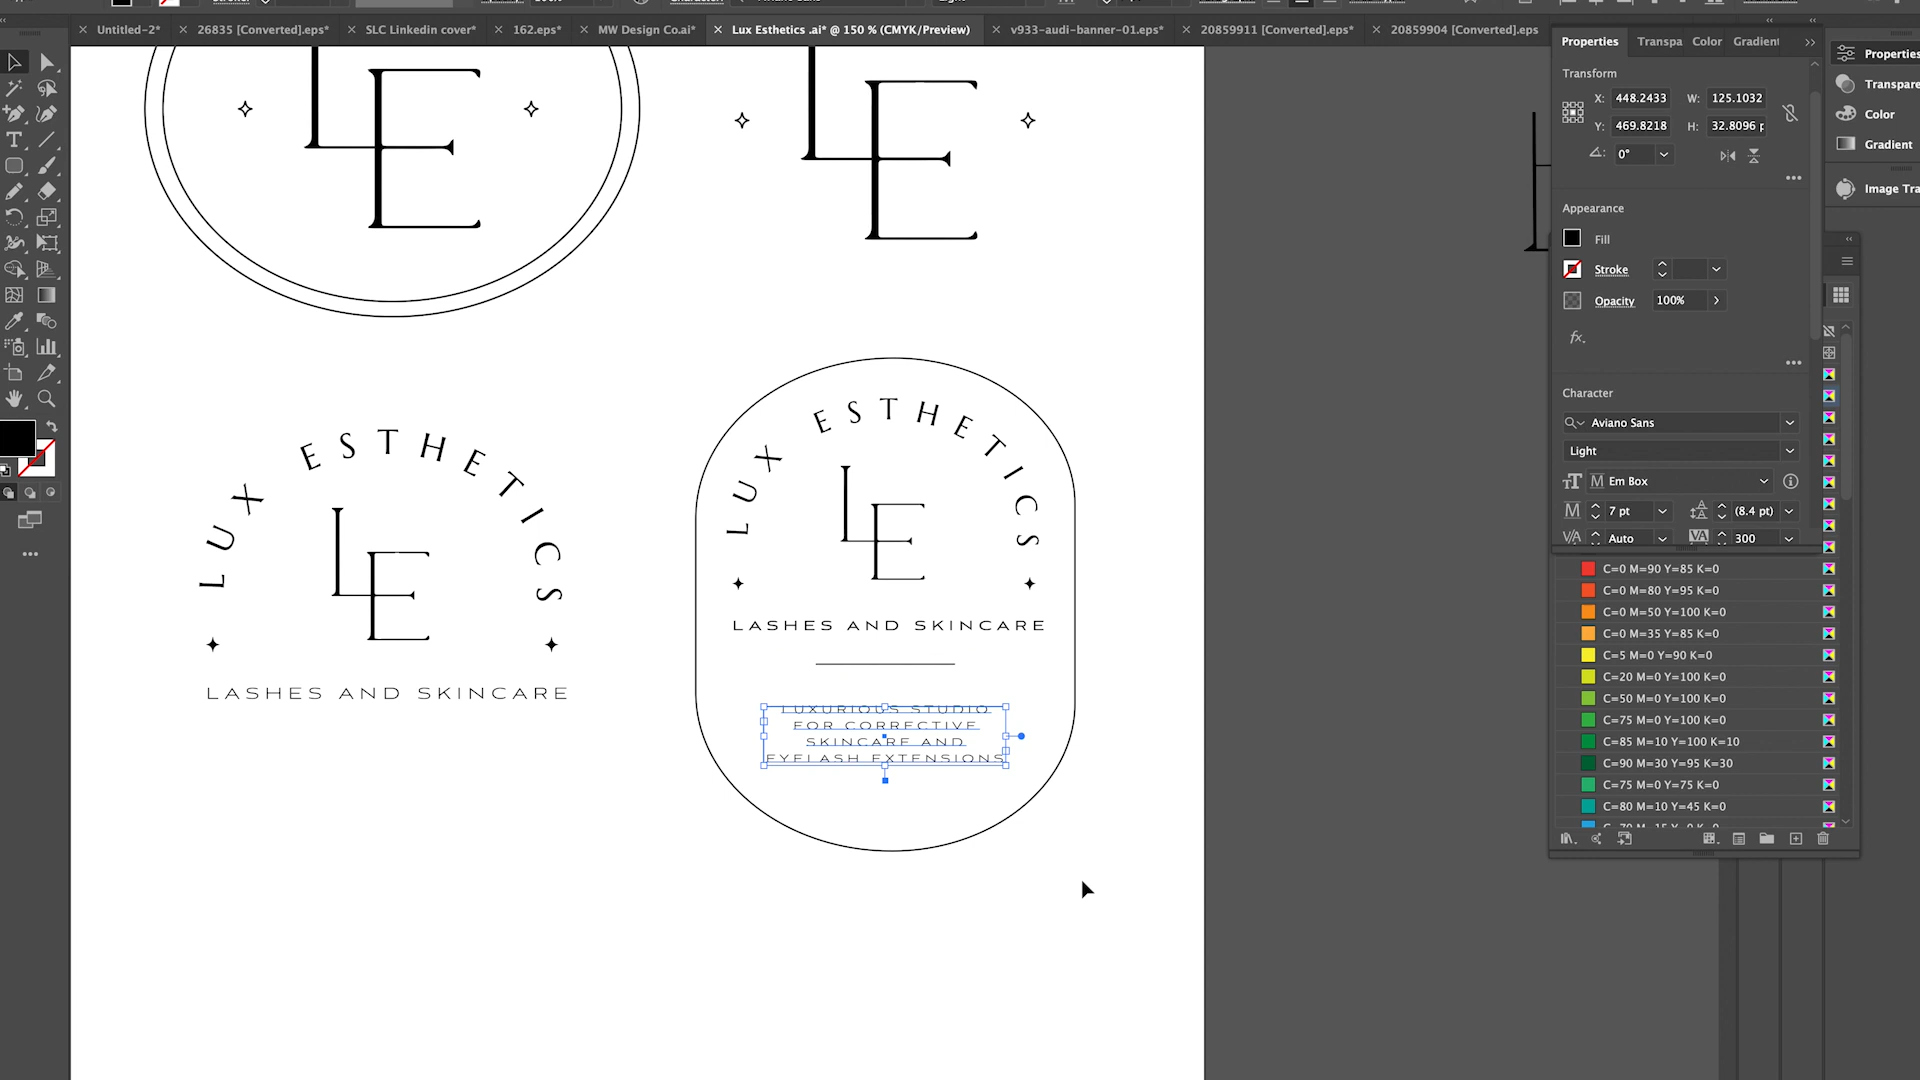 Character
Untitled-2*
26835 [Converted].eps*
SLC Linkedin cover*
162.eps*
MW Design Co.ai*
Lux Esthetics .ai* @ 150 % (CMYK/Preview)
v933-audi-banner-01.eps*
20859911 [Converted].eps*
20859904 [Converted].eps
Properties
Transpa
Color
Gradient
Properties
Transpare
Color
Gradient
Image Tra
Transform
X: 448.2433
W: 125.1032
Y: 469.8218
H: 32.8096 p
0°
Appearance
Fill
Stroke
Opacity
100%
fx.
Character
Aviano Sans
Light
Em Box
7 pt
(8.4 pt)
Auto
300
C=0 M=90 Y=85 K=0
C=0 M=80 Y=95 K=0
C=0 M=50 Y=100 K=0
C=0 M=35 Y=85 K=0
C=5 M=0 Y=90 K=0
C=20 M=0 Y=100 K=0
C=50 M=0 Y=100 K=0
C=75 M=0 Y=100 K=0
C=85 M=10 Y=100 K=10
C=90 M=30 Y=95 K=30
C=75 M=0 Y=75 K=0
C=80 M=10 Y=45 K=0
C=70 M=15 Y=0 K=0
LE
LE
LUX ESTHETICS
LE
LASHES AND SKINCARE
LUX ESTHETICS
LE
LASHES AND SKINCARE
LUXURIOUS STUDIO
FOR CORRECTIVE
SKINCARE AND
EYELASH EXTENSIONS